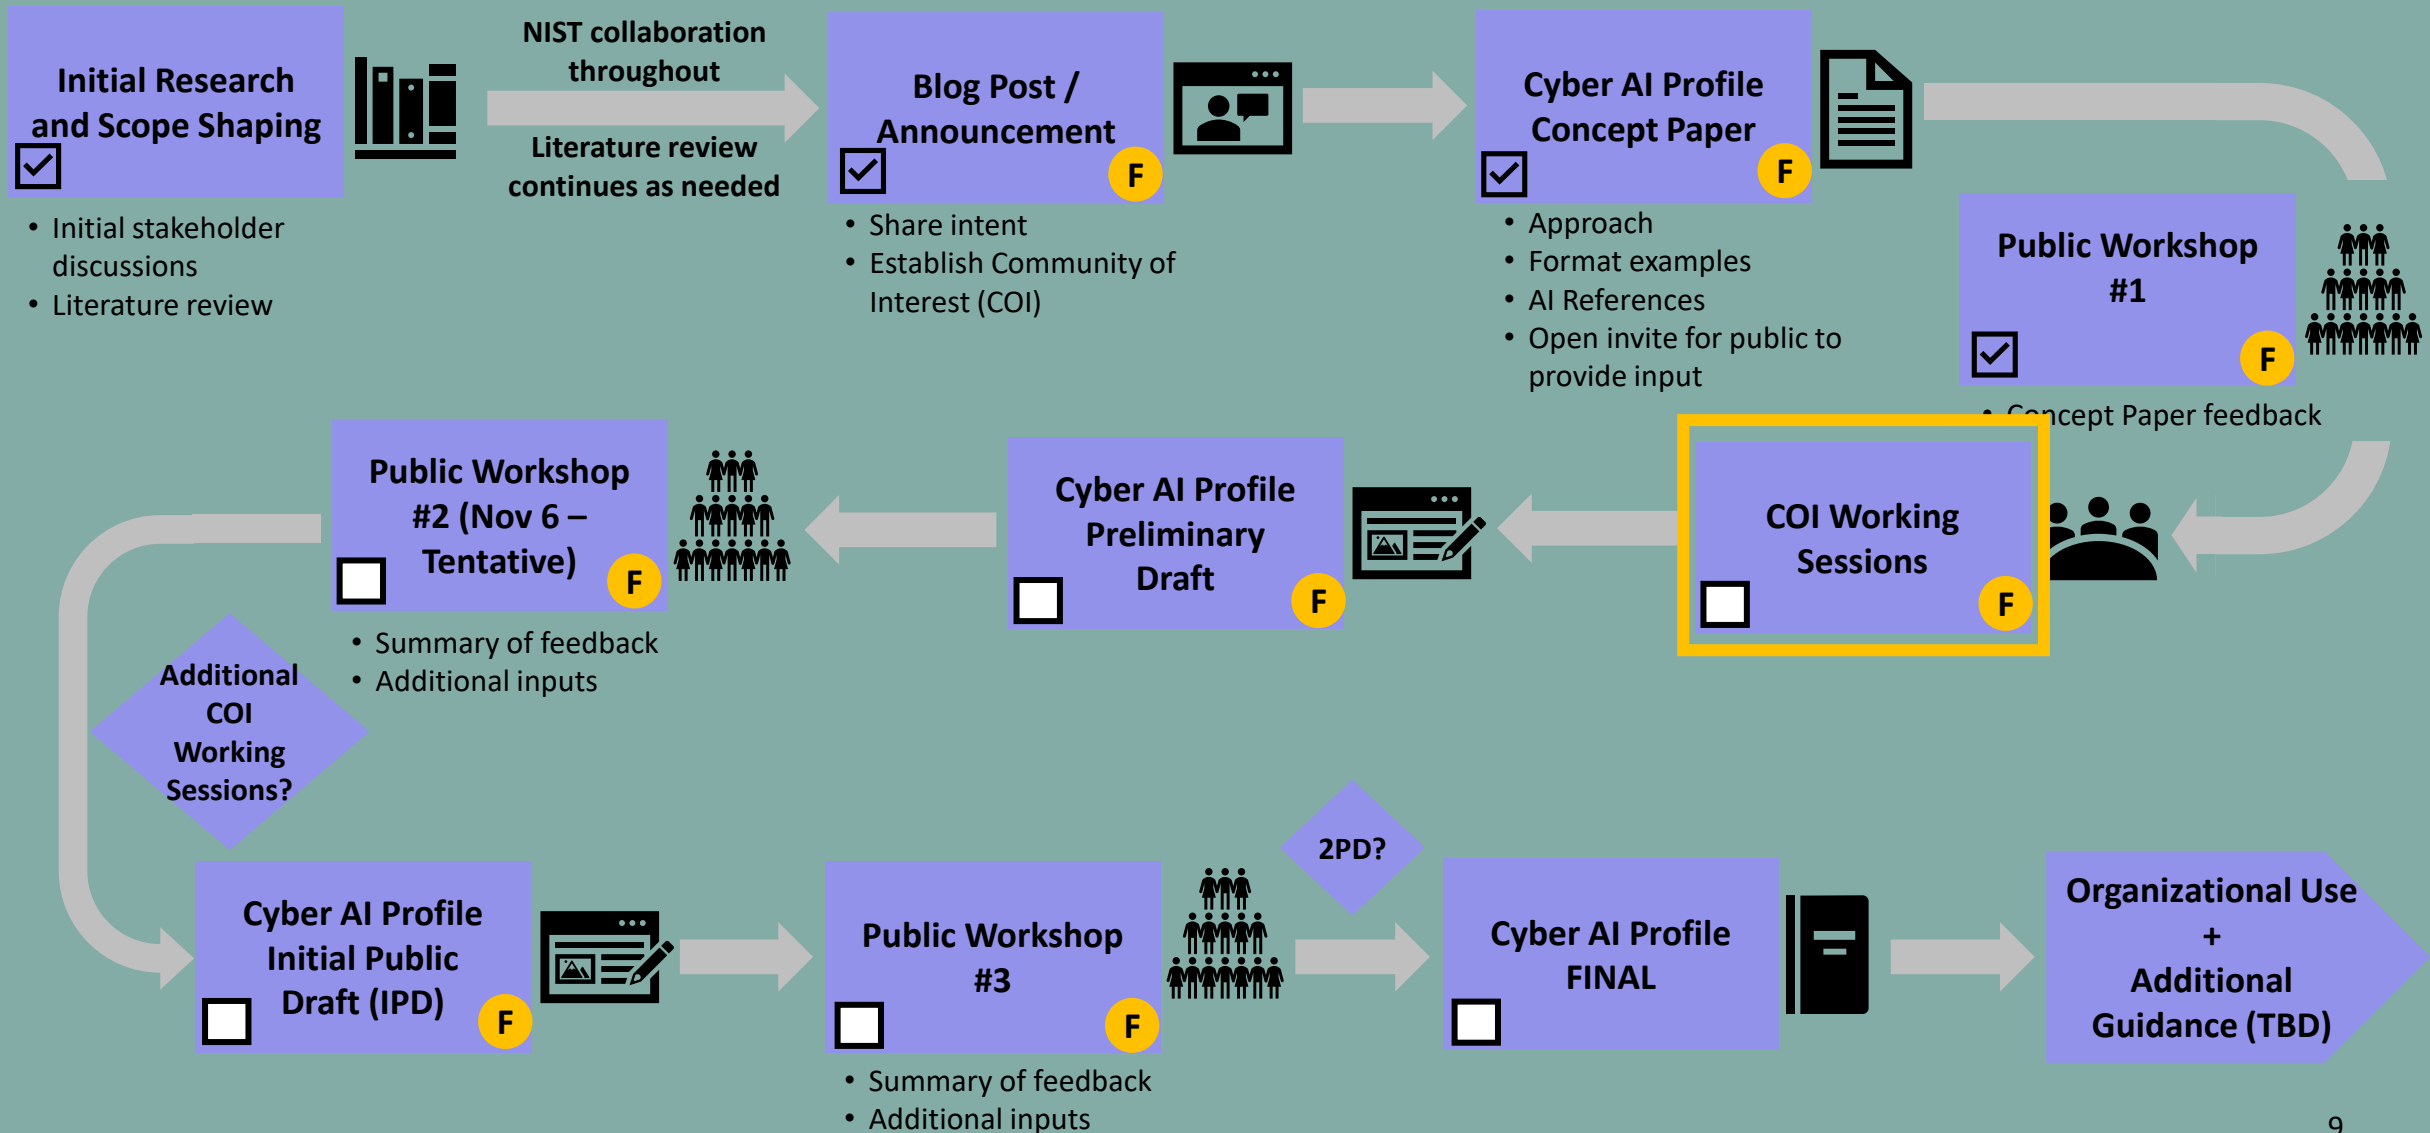 Initial Research
and Scope Shaping
• Initial stakeholder
discussions
• Literature review
NIST collaboration
throughout
Literature review
continues as needed
Blog Post /
Announcement
F
• Share intent
• Establish Community of
Interest (COI)
Cyber AI Profile
Concept Paper
F
• Approach
• Format examples
• AI References
• Open invite for public to
provide input
Public Workshop
#1
F
• Concept Paper feedback
COI Working
Sessions
F
Cyber AI Profile
Preliminary
Draft
F
Public Workshop
#2 (Nov 6 –
Tentative)
F
• Summary of feedback
• Additional inputs
Additional
COI
Working
Sessions?
Cyber AI Profile
Initial Public
Draft (IPD)
F
Public Workshop
#3
F
• Summary of feedback
• Additional inputs
2PD?
Cyber AI Profile
FINAL
Organizational Use
+
Additional
Guidance (TBD)
9